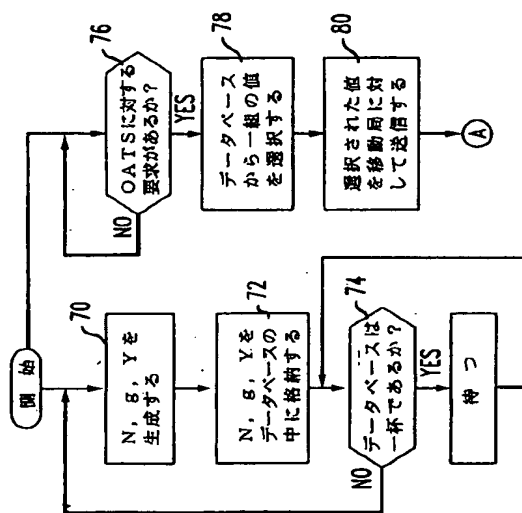 開始
70
N, g, Yを
生成する
72
N, g, Yを
データベースの
中に格納する
74
データベースは
一杯であるか?
NO
YES
待つ
76
OATSに対する
要求があるか?
NO
YES
78
データベース
から一組の値
を選択する
80
選択された値
を移動局に対
して送信する
A